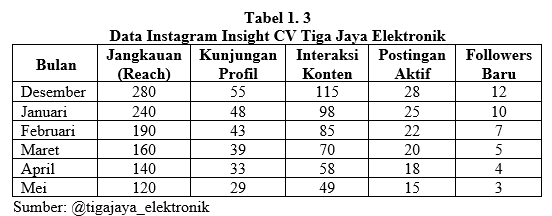 Tabel 1. 3
Data Instagram Insight CV Tiga Jaya Elektronik
Bulan Jangkauan (Reach) Kunjungan Profil Interaksi Konten Postingan Aktif Followers Baru
Desember 280 55 115 28 12
Januari 240 48 98 25 10
Februari 190 43 85 22 7
Maret 160 39 70 20 5
April 140 33 58 18 4
Mei 120 29 49 15 3
Sumber: @tigajaya_elektronik